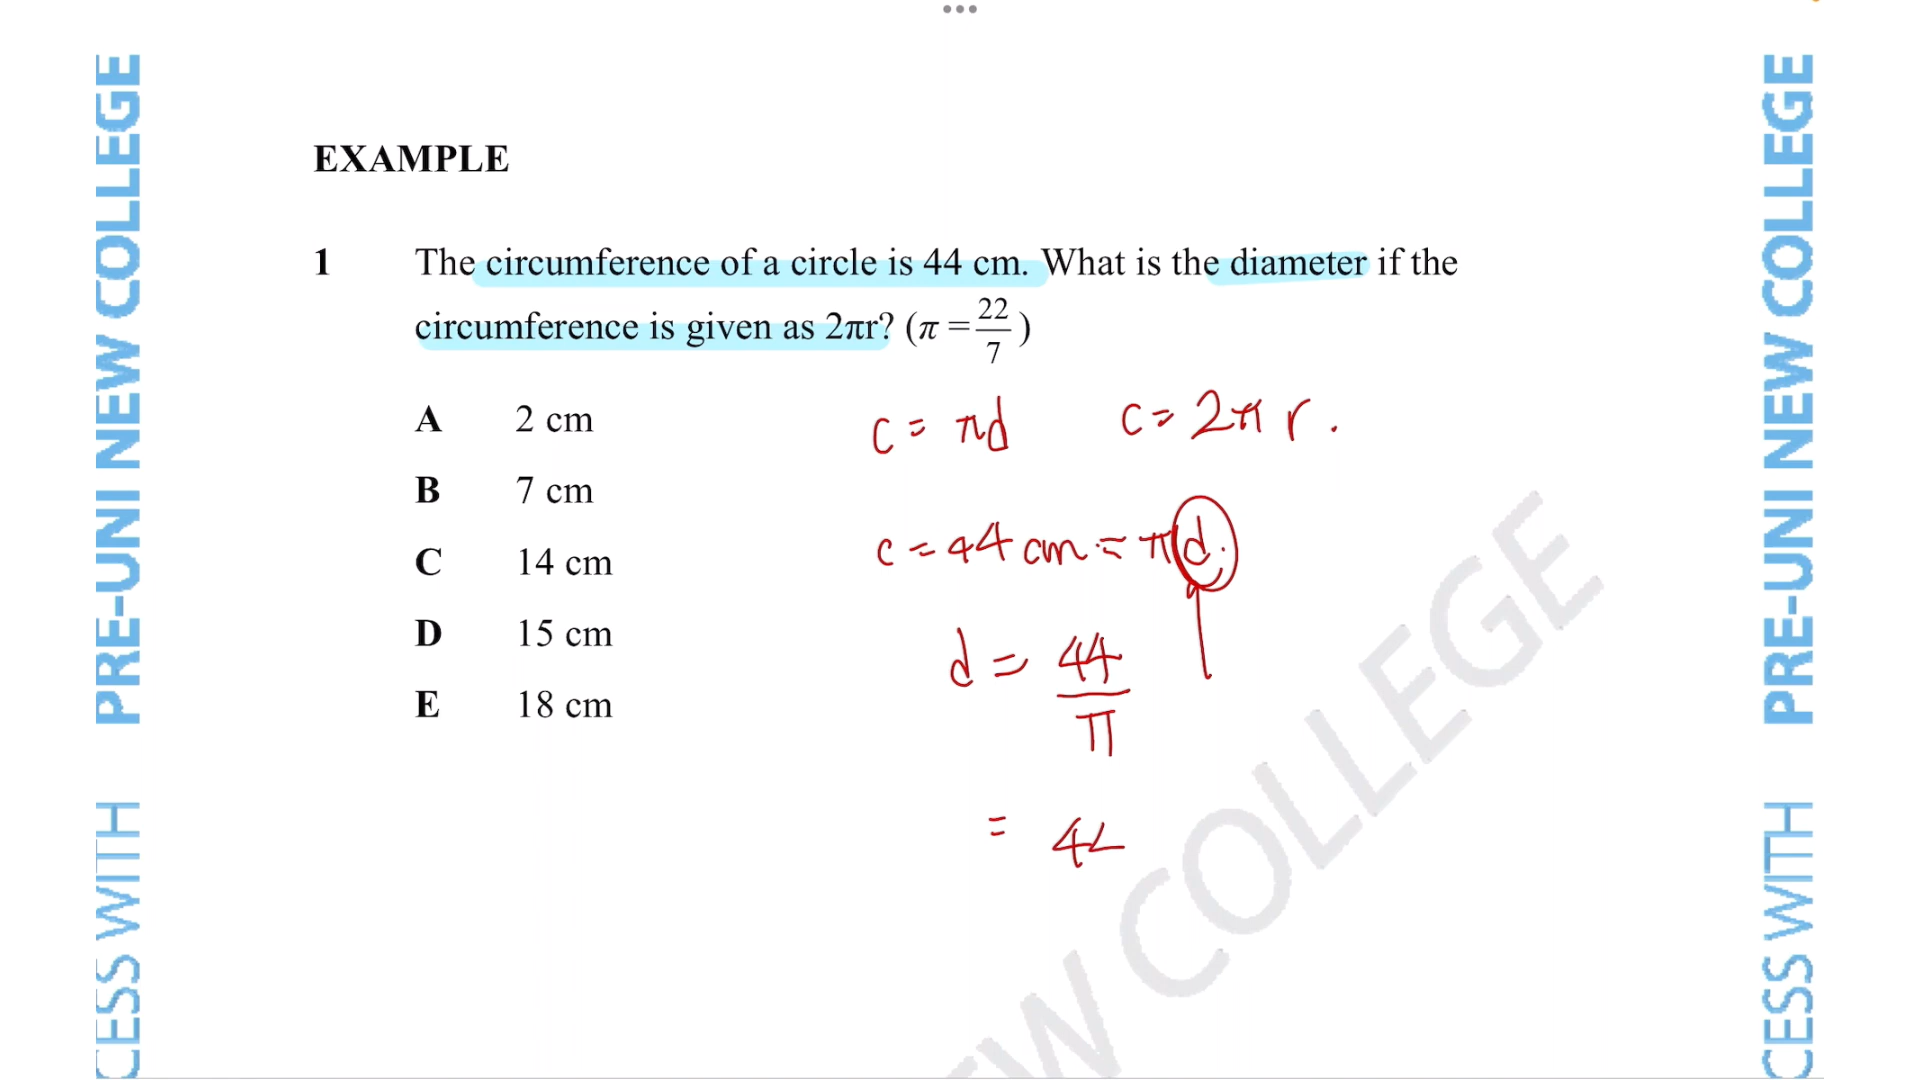 EXAMPLE
1 The circumference of a circle is 44 cm. What is the diameter if the
circumference is given as 2πr? (π = 22/7)
A 2 cm
B 7 cm
C 14 cm
D 15 cm
E 18 cm
c = πd
c = 2πr.
c = 44 cm = πd.
d = 44/π
= 44
PRE-UNI NEW COLLEGE
CESS WITH
PRE-UNI NEW COLLEGE
CESS WITH
EW COLLEGE